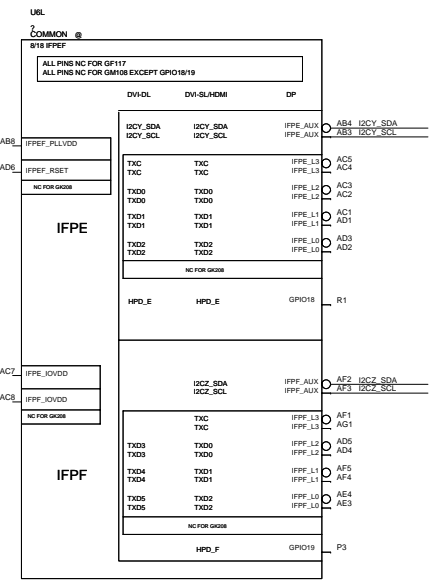 U6L
?
COMMON @
8/18 IFPEF
ALL PINS NC FOR GF117
ALL PINS NC FOR GM108 EXCEPT GPIO18/19
DVI-DL DVI-SL/HDMI DP
I2CY_SDA I2CY_SDA IFPE_AUX AB4 I2CY_SDA
I2CY_SCL I2CY_SCL IFPE_AUX AB3 I2CY_SCL
AB8 IFPEF_PLLVDD
TXC TXC IFPE_L3 AC5
TXC TXC IFPE_L3 AC4
AD6 IFPEF_RSET
NC FOR GK208
TXD0 TXD0 IFPE_L2 AC3
TXD0 TXD0 IFPE_L2 AC2
TXD1 TXD1 IFPE_L1 AC1
TXD1 TXD1 IFPE_L1 AD1
IFPE
TXD2 TXD2 IFPE_L0 AD3
TXD2 TXD2 IFPE_L0 AD2
NC FOR GK208
HPD_E HPD_E GPIO18 R1
AC7 IFPE_IOVDD
I2CZ_SDA IFPF_AUX AF2 I2CZ_SDA
I2CZ_SCL IFPF_AUX AF3 I2CZ_SCL
AC8 IFPF_IOVDD
NC FOR GK208
TXC IFPF_L3 AF1
TXC IFPF_L3 AG1
TXD3 TXD0 IFPF_L2 AD5
TXD3 TXD0 IFPF_L2 AD4
TXD4 TXD1 IFPF_L1 AF5
TXD4 TXD1 IFPF_L1 AF4
IFPF
TXD5 TXD2 IFPF_L0 AE4
TXD5 TXD2 IFPF_L0 AE3
NC FOR GK208
HPD_F GPIO19 P3